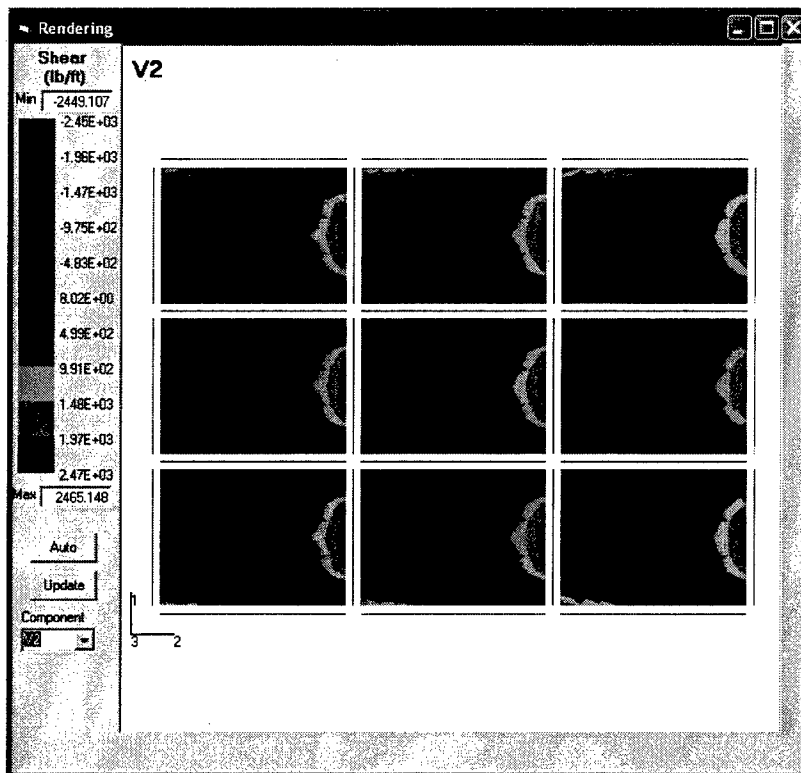 Rendering
Shear
(lb/ft)
V2
Min -2449.107
-2.45E+03
-1.96E+03
-1.47E+03
-9.75E+02
-4.83E+02
8.02E+00
4.99E+02
9.91E+02
1.48E+03
1.97E+03
2.47E+03
Max 2465.148
Auto
Update
Component
V2
1
3 2